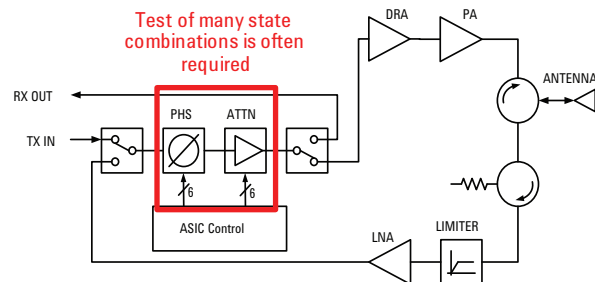 Test of many state
combinations is often
required
DRA
PA
ANTENNA
RX OUT
PHS
ATTN
TX IN
6
6
ASIC Control
LNA
LIMITER